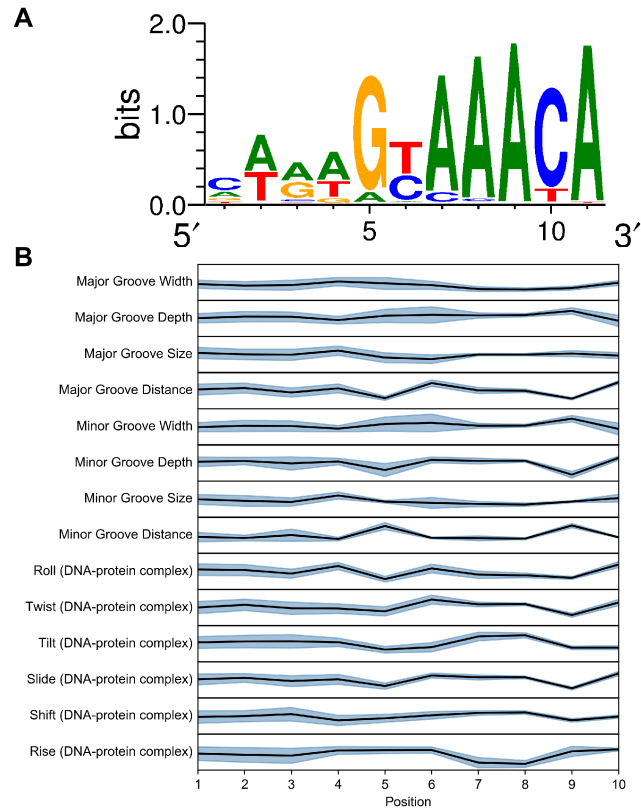 A
bits
2.0
1.0
0.0
C A T A T A G A T G A C T A A A C A
5′ 5 10 3′
B
Major Groove Width
Major Groove Depth
Major Groove Size
Major Groove Distance
Minor Groove Width
Minor Groove Depth
Minor Groove Size
Minor Groove Distance
Roll (DNA-protein complex)
Twist (DNA-protein complex)
Tilt (DNA-protein complex)
Slide (DNA-protein complex)
Shift (DNA-protein complex)
Rise (DNA-protein complex)
1 2 3 4 5 6 7 8 9 10
Position